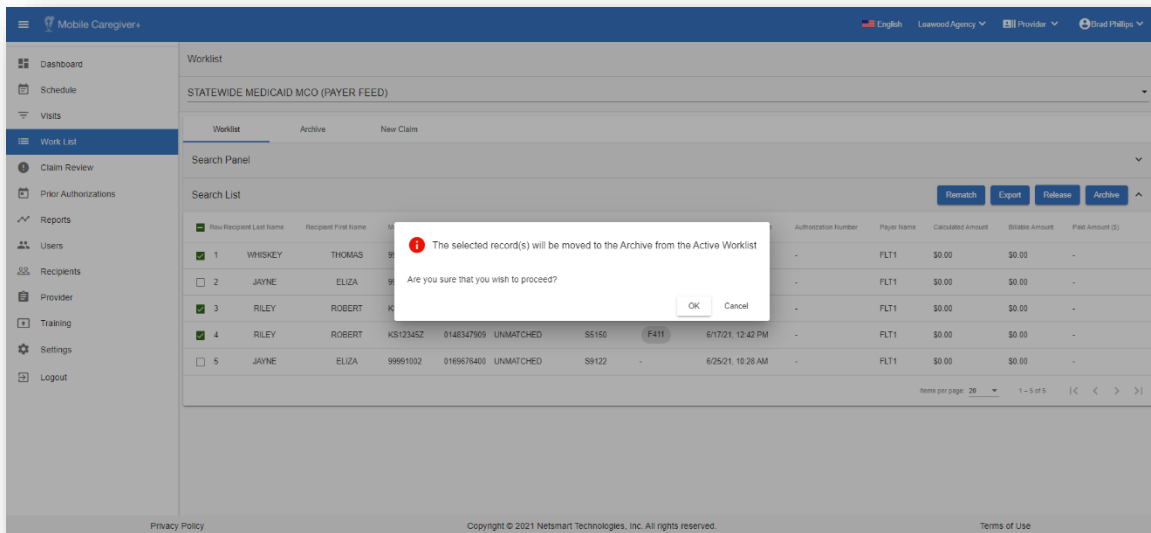 Mobile Caregiver+
English Leawood Agency Provider Brad Phillips
Dashboard
Schedule
Visits
Work List
Claim Review
Prior Authorizations
Reports
Users
Recipients
Provider
Training
Settings
Logout
Worklist
STATEWIDE MEDICAID MCO (PAYER FEED)
Worklist Archive New Claim
Search Panel
Search List Rematch Export Release Archive
Row Recipient Last Name Recipient First Name Authorization Number Payer Name Calculated Amount Billable Amount Paid Amount ($)
1 WHISKEY THOMAS - FLT1 $0.00 $0.00 -
2 JAYNE ELIZA - FLT1 $0.00 $0.00 -
3 RILEY ROBERT - FLT1 $0.00 $0.00 -
4 RILEY ROBERT KS12345Z 0148347909 UNMATCHED S5150 F411 6/17/21, 12:42 PM - FLT1 $0.00 $0.00 -
5 JAYNE ELIZA 99991002 0169676400 UNMATCHED S9122 - 6/25/21, 10:28 AM - FLT1 $0.00 $0.00 -
Items per page: 20 1 – 5 of 5
The selected record(s) will be moved to the Archive from the Active Worklist
Are you sure that you wish to proceed?
OK Cancel
Privacy Policy Copyright © 2021 Netsmart Technologies, Inc. All rights reserved. Terms of Use